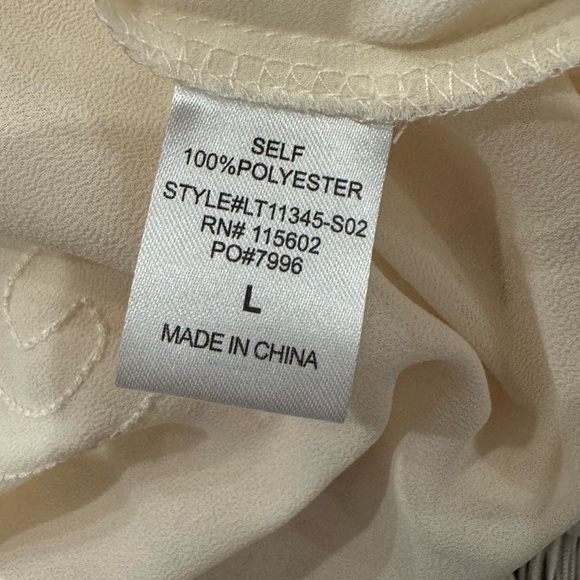 SELF
100%POLYESTER
STYLE#LT11345-S02
RN# 115602
PO#7996
L
MADE IN CHINA